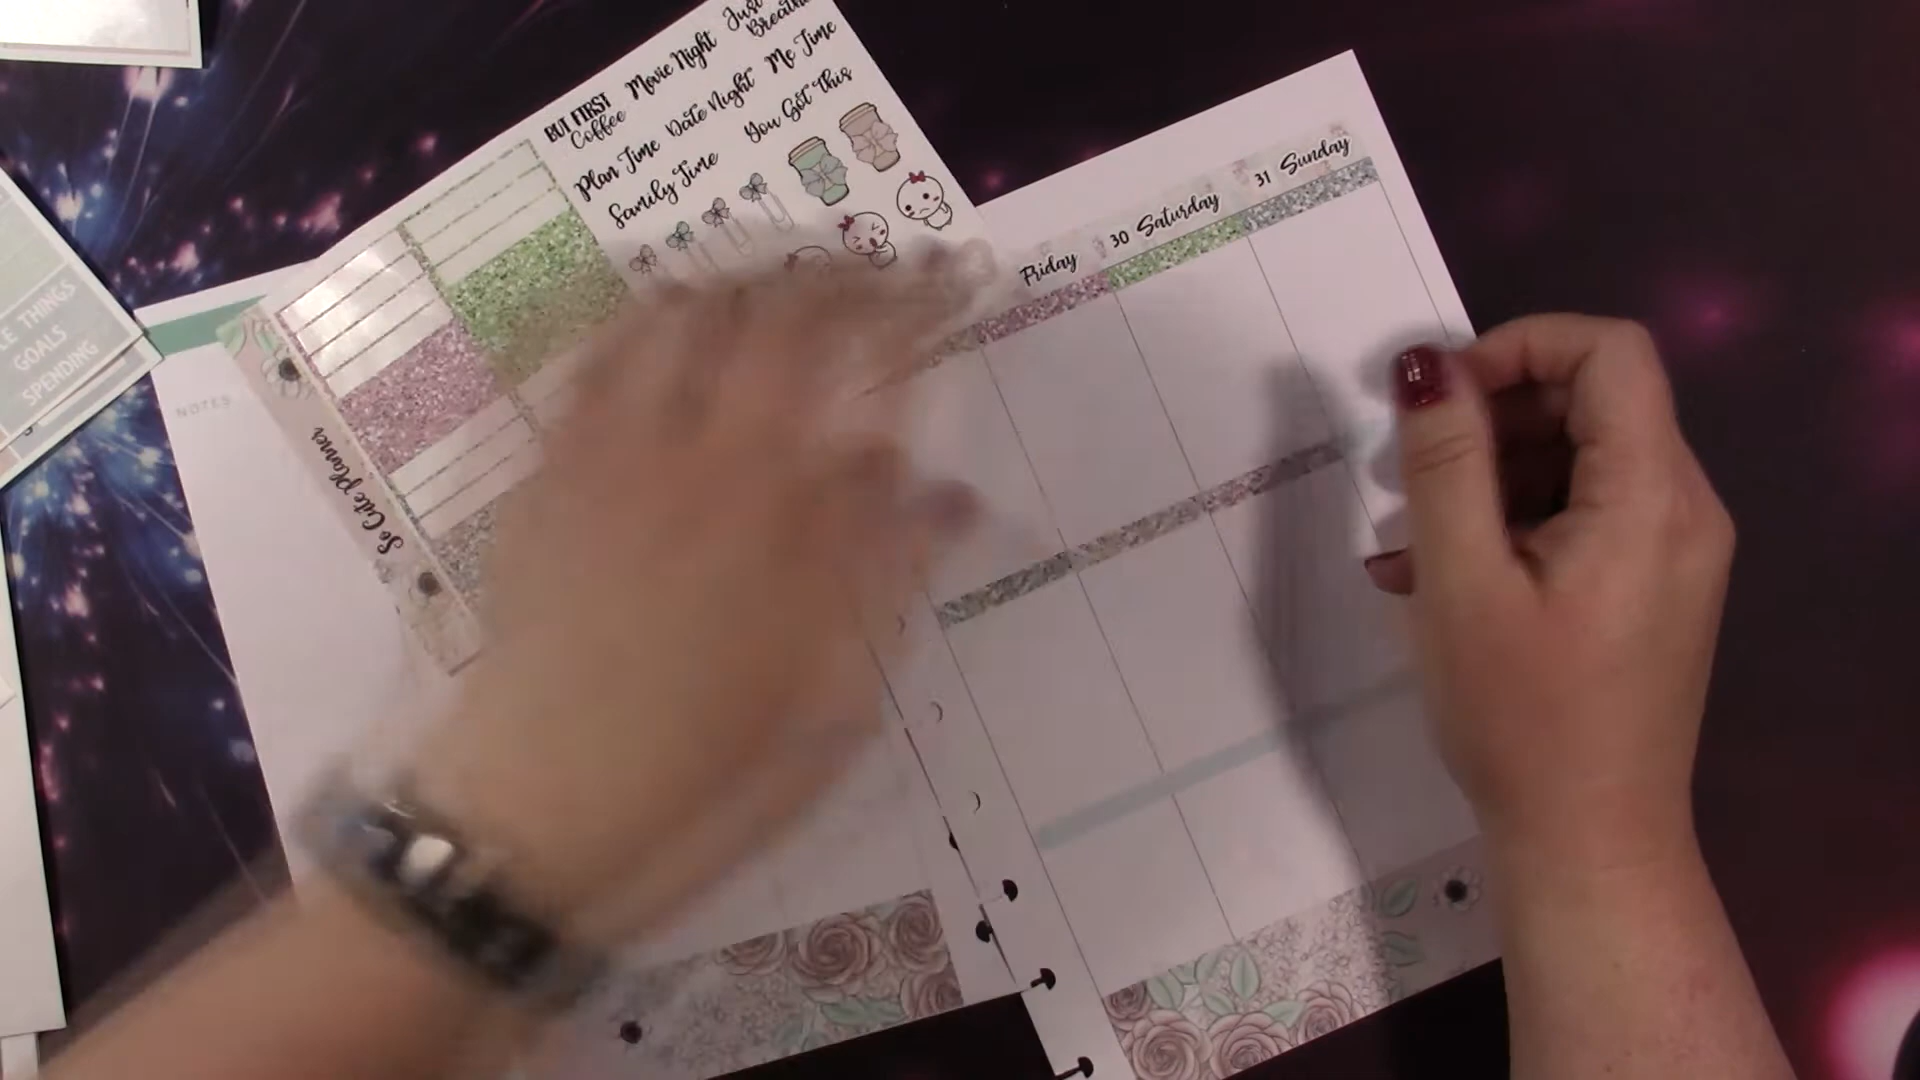 Just
Breathe
Movie Night
Me Time
BUT FIRST
Coffee
Date Night
You Got This
Plan Time
Family Time
31 Sunday
30 Saturday
Friday
THINGS
GOALS
SPENDING
NOTES
So Cute Planner